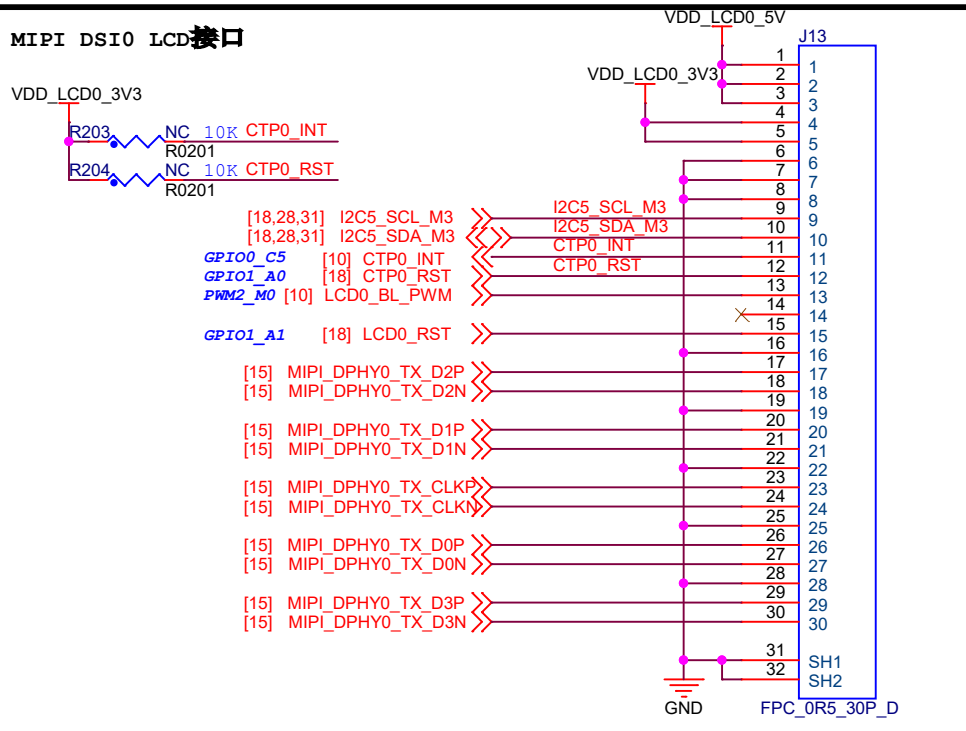 MIPI DSI0 LCD接口
VDD_LCD0_5V
J13
VDD_LCD0_3V3
VDD_LCD0_3V3
R203 NC 10K CTP0_INT
R0201
R204 NC 10K CTP0_RST
R0201
1 1
2 2
3 3
4 4
5 5
6 6
7 7
8 8
[18,28,31] I2C5_SCL_M3 I2C5_SCL_M3 9 9
[18,28,31] I2C5_SDA_M3 I2C5_SDA_M3 10 10
GPIO0_C5 [10] CTP0_INT CTP0_INT 11 11
GPIO1_A0 [18] CTP0_RST CTP0_RST 12 12
PWM2_M0 [10] LCD0_BL_PWM 13 13
14 14
GPIO1_A1 [18] LCD0_RST 15 15
16 16
[15] MIPI_DPHY0_TX_D2P 17 17
[15] MIPI_DPHY0_TX_D2N 18 18
19 19
[15] MIPI_DPHY0_TX_D1P 20 20
[15] MIPI_DPHY0_TX_D1N 21 21
22 22
[15] MIPI_DPHY0_TX_CLKP 23 23
[15] MIPI_DPHY0_TX_CLKN 24 24
25 25
[15] MIPI_DPHY0_TX_D0P 26 26
[15] MIPI_DPHY0_TX_D0N 27 27
28 28
[15] MIPI_DPHY0_TX_D3P 29 29
[15] MIPI_DPHY0_TX_D3N 30 30
31 SH1
32 SH2
GND
FPC_0R5_30P_D